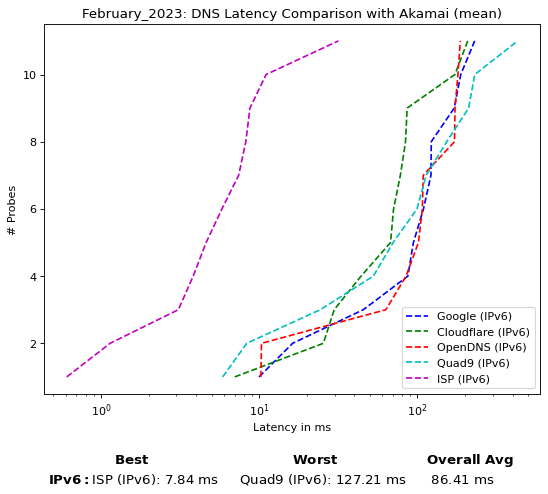 February_2023: DNS Latency Comparison with Akamai (mean)
# Probes
10
8
6
4
2
10⁰
10¹
10²
Latency in ms
Google (IPv6)
Cloudflare (IPv6)
OpenDNS (IPv6)
Quad9 (IPv6)
ISP (IPv6)
Best Worst Overall Avg
IPv6: ISP (IPv6): 7.84 ms Quad9 (IPv6): 127.21 ms 86.41 ms